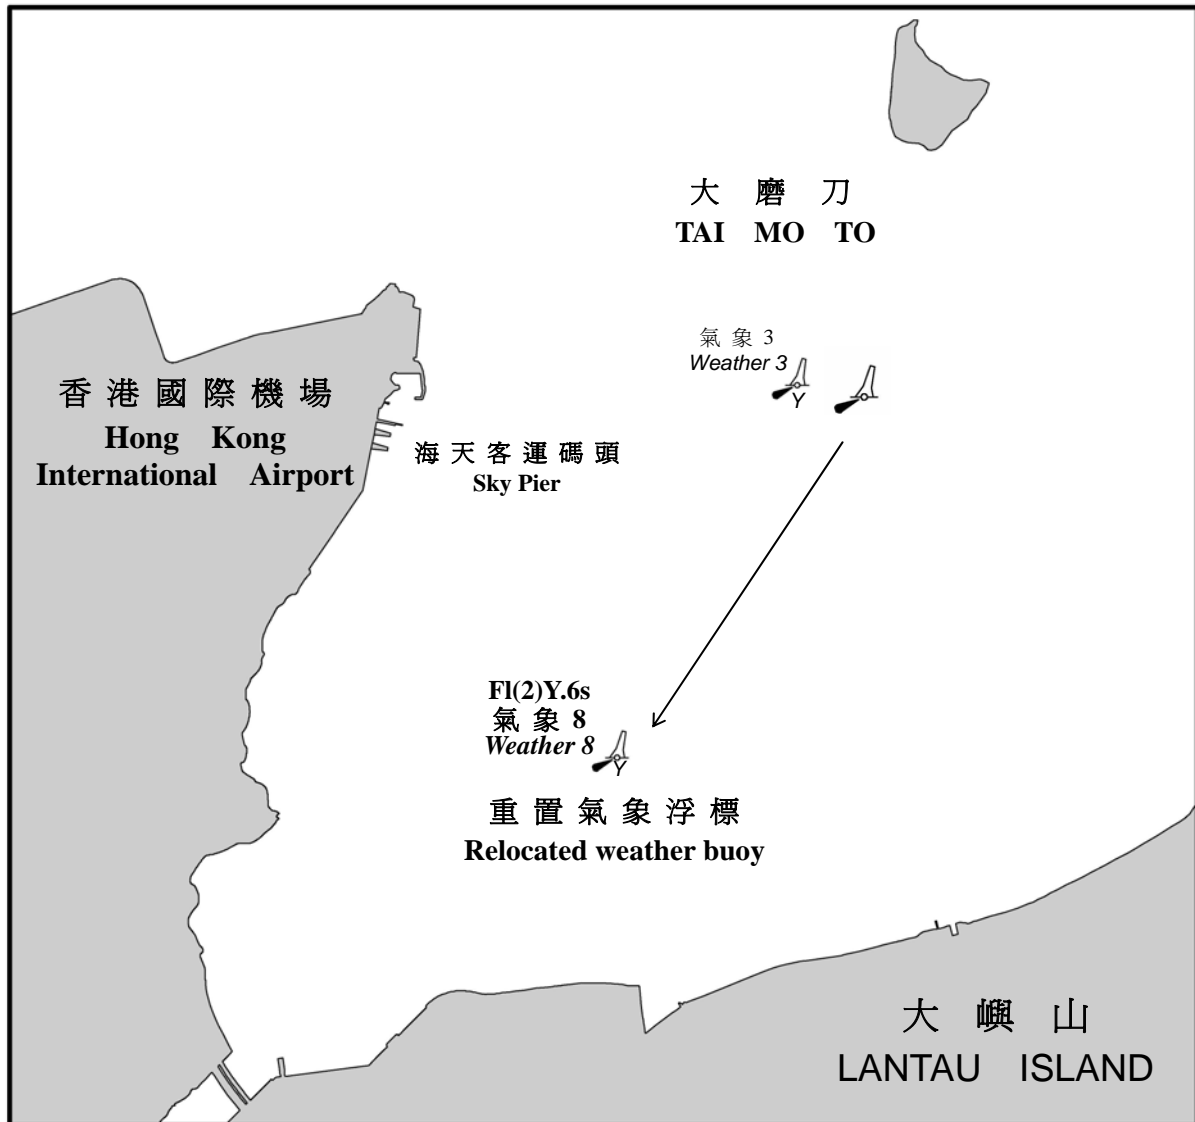 大 磨 刀
TAI MO TO
氣 象 3
Weather 3
Y
香 港 國 際 機 場
Hong Kong
International Airport
海 天 客 運 碼 頭
Sky Pier
Fl(2)Y.6s
氣 象 8
Weather 8
Y
重 置 氣 象 浮 標
Relocated weather buoy
大 嶼 山
LANTAU ISLAND